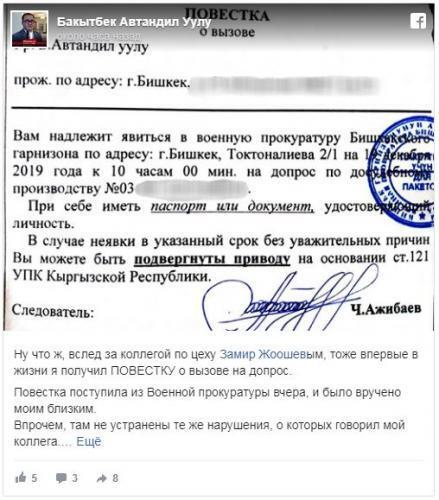 ПОВЕСТКА
Бакытбек Автандил Уулу
о вызове
около часа назад
Автандил уулу
прож. по адресу: г.Бишкек,
Вам надлежит явиться в военную прокуратуру Бишкекского
гарнизона по адресу: г.Бишкек, Токтоналиева 2/1 на декабря
2019 года к 10 часам 00 мин. на допрос по досудебному
производству №03
При себе иметь паспорт или документ, удостоверяющий
личность.
В случае неявки в указанный срок без уважительных причин
Вы можете быть подвергнуты приводу на основании ст.121
УПК Кыргызской Республики.
Следователь: Ч.Ажибаев
ДЛЯ
ПАКЕТО
Ну что ж, вслед за коллегой по цеху Замир Жоошевым, тоже впервые в
жизни я получил ПОВЕСТКУ о вызове на допрос.
Повестка поступила из Военной прокуратуры вчера, и было вручено
моим близким.
Впрочем, там не устранены те же нарушения, о которых говорил мой
коллега.... Ещё
5 3 8